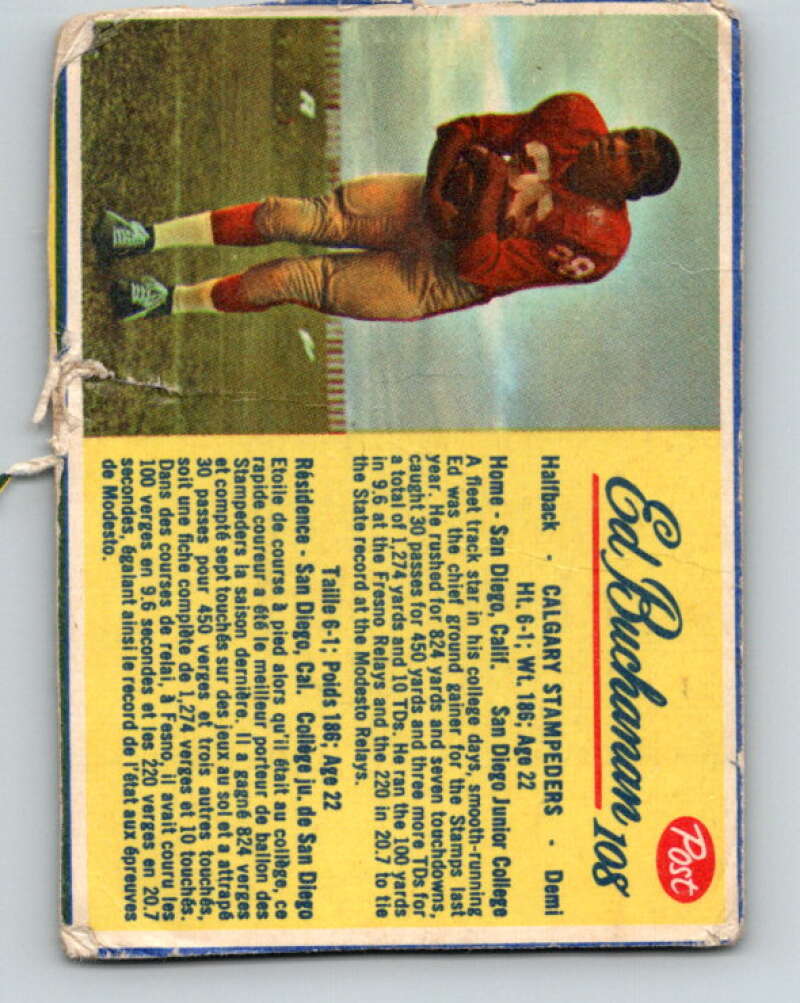 Ed Buchanan 108
Post
Halfback - CALGARY STAMPEDERS - Demi
Ht. 6-1; Wt. 186; Age 22
Home - San Diego, Calif. San Diego Junior College
A fleet track star in his college days, smooth-running
Ed was the chief ground gainer for the Stamps last
year. He rushed for 824 yards and seven touchdowns,
caught 30 passes for 450 yards and three more TDs for
a total of 1,274 yards and 10 TDs. He ran the 100 yards
in 9.6 at the Fresno Relays and the 220 in 20.7 to tie
the State record at the Modesto Relays.
Taille 6-1; Poids 186; Age 22
Résidence - San Diego, Cal. Collège ju. de San Diego
Etoile de course à pied alors qu'il était au collège, ce
rapide coureur a été le meilleur porteur de ballon des
Stampeders la saison dernière. Il a gagné 824 verges
et compté sept touchés sur des jeux au sol et a attrapé
30 passes pour 450 verges et trois autres touchés,
soit une fiche complète de 1,274 verges et 10 touchés.
Dans des courses de relai, à Fesno, il avait couru les
100 verges en 9.6 secondes et les 220 verges en 20.7
secondes, égalant ainsi le record de l'état aux épreuves
de Modesto.